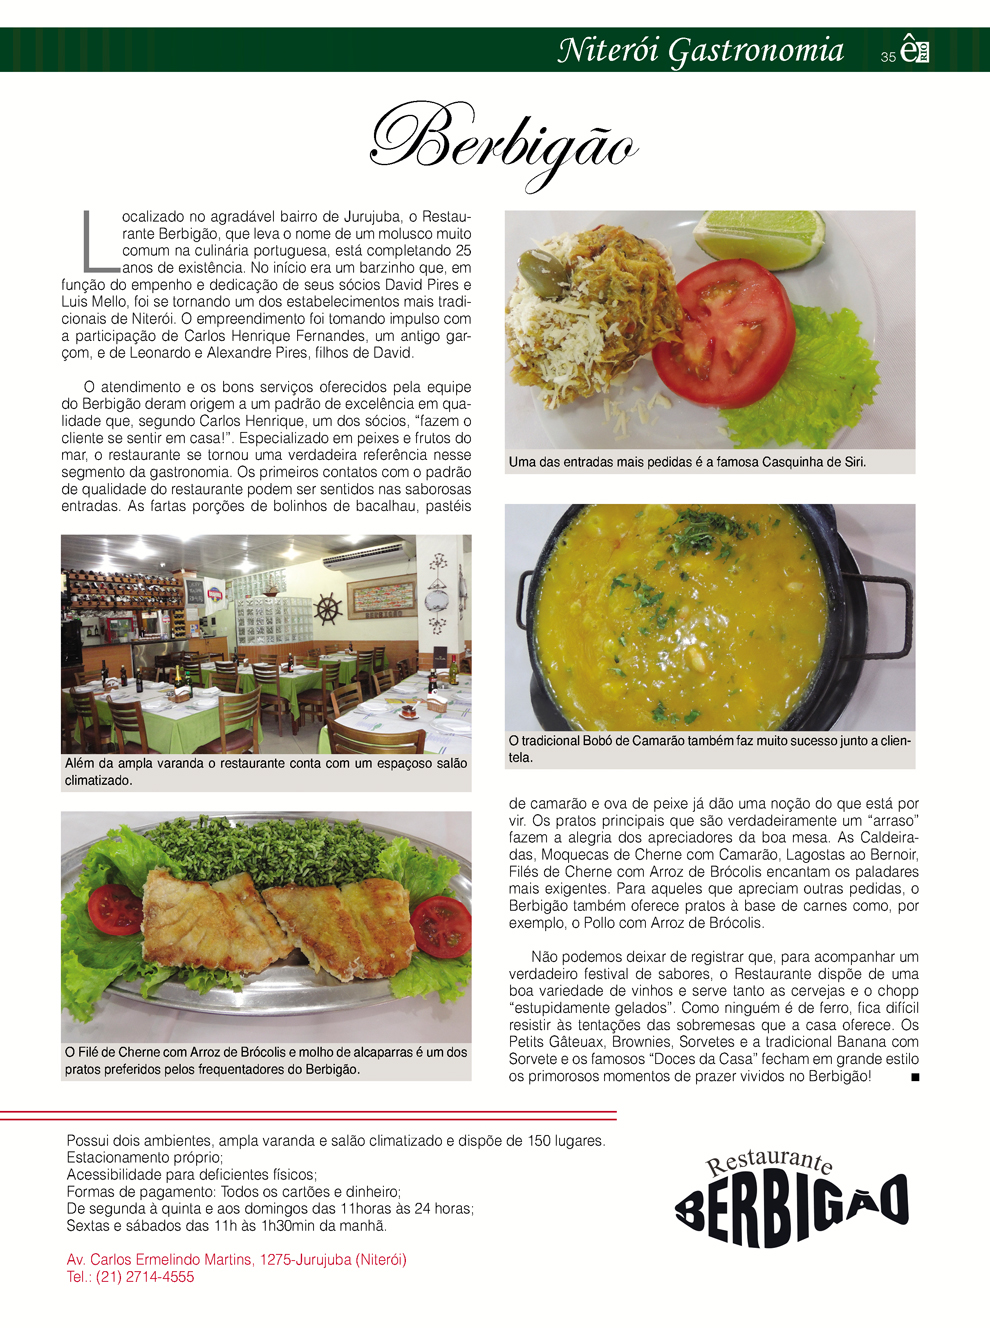 Niterói Gastronomia
35 ê RIO
Berbigão
Localizado no agradável bairro de Jurujuba, o Restau-
rante Berbigão, que leva o nome de um molusco muito
comum na culinária portuguesa, está completando 25
anos de existência. No início era um barzinho que, em
função do empenho e dedicação de seus sócios David Pires e
Luis Mello, foi se tornando um dos estabelecimentos mais tradi-
cionais de Niterói. O empreendimento foi tomando impulso com
a participação de Carlos Henrique Fernandes, um antigo gar-
çom, e de Leonardo e Alexandre Pires, filhos de David.
O atendimento e os bons serviços oferecidos pela equipe
do Berbigão deram origem a um padrão de excelência em qua-
lidade que, segundo Carlos Henrique, um dos sócios, “fazem o
cliente se sentir em casa!”. Especializado em peixes e frutos do
mar, o restaurante se tornou uma verdadeira referência nesse
segmento da gastronomia. Os primeiros contatos com o padrão
de qualidade do restaurante podem ser sentidos nas saborosas
entradas. As fartas porções de bolinhos de bacalhau, pastéis
Além da ampla varanda o restaurante conta com um espaçoso salão
climatizado.
O Filé de Cherne com Arroz de Brócolis e molho de alcaparras é um dos
pratos preferidos pelos frequentadores do Berbigão.
Uma das entradas mais pedidas é a famosa Casquinha de Siri.
O tradicional Bobó de Camarão também faz muito sucesso junto a clien-
tela.
de camarão e ova de peixe já dão uma noção do que está por
vir. Os pratos principais que são verdadeiramente um “arraso”
fazem a alegria dos apreciadores da boa mesa. As Caldeira-
das, Moquecas de Cherne com Camarão, Lagostas ao Bernoir,
Filés de Cherne com Arroz de Brócolis encantam os paladares
mais exigentes. Para aqueles que apreciam outras pedidas, o
Berbigão também oferece pratos à base de carnes como, por
exemplo, o Pollo com Arroz de Brócolis.
Não podemos deixar de registrar que, para acompanhar um
verdadeiro festival de sabores, o Restaurante dispõe de uma
boa variedade de vinhos e serve tanto as cervejas e o chopp
“estupidamente gelados”. Como ninguém é de ferro, fica difícil
resistir às tentações das sobremesas que a casa oferece. Os
Petits Gâteuax, Brownies, Sorvetes e a tradicional Banana com
Sorvete e os famosos “Doces da Casa” fecham em grande estilo
os primorosos momentos de prazer vividos no Berbigão!
Possui dois ambientes, ampla varanda e salão climatizado e dispõe de 150 lugares.
Estacionamento próprio;
Acessibilidade para deficientes físicos;
Formas de pagamento: Todos os cartões e dinheiro;
De segunda à quinta e aos domingos das 11horas às 24 horas;
Sextas e sábados das 11h às 1h30min da manhã.
Av. Carlos Ermelindo Martins, 1275-Jurujuba (Niterói)
Tel.: (21) 2714-4555
Restaurante
BERBIGÃO